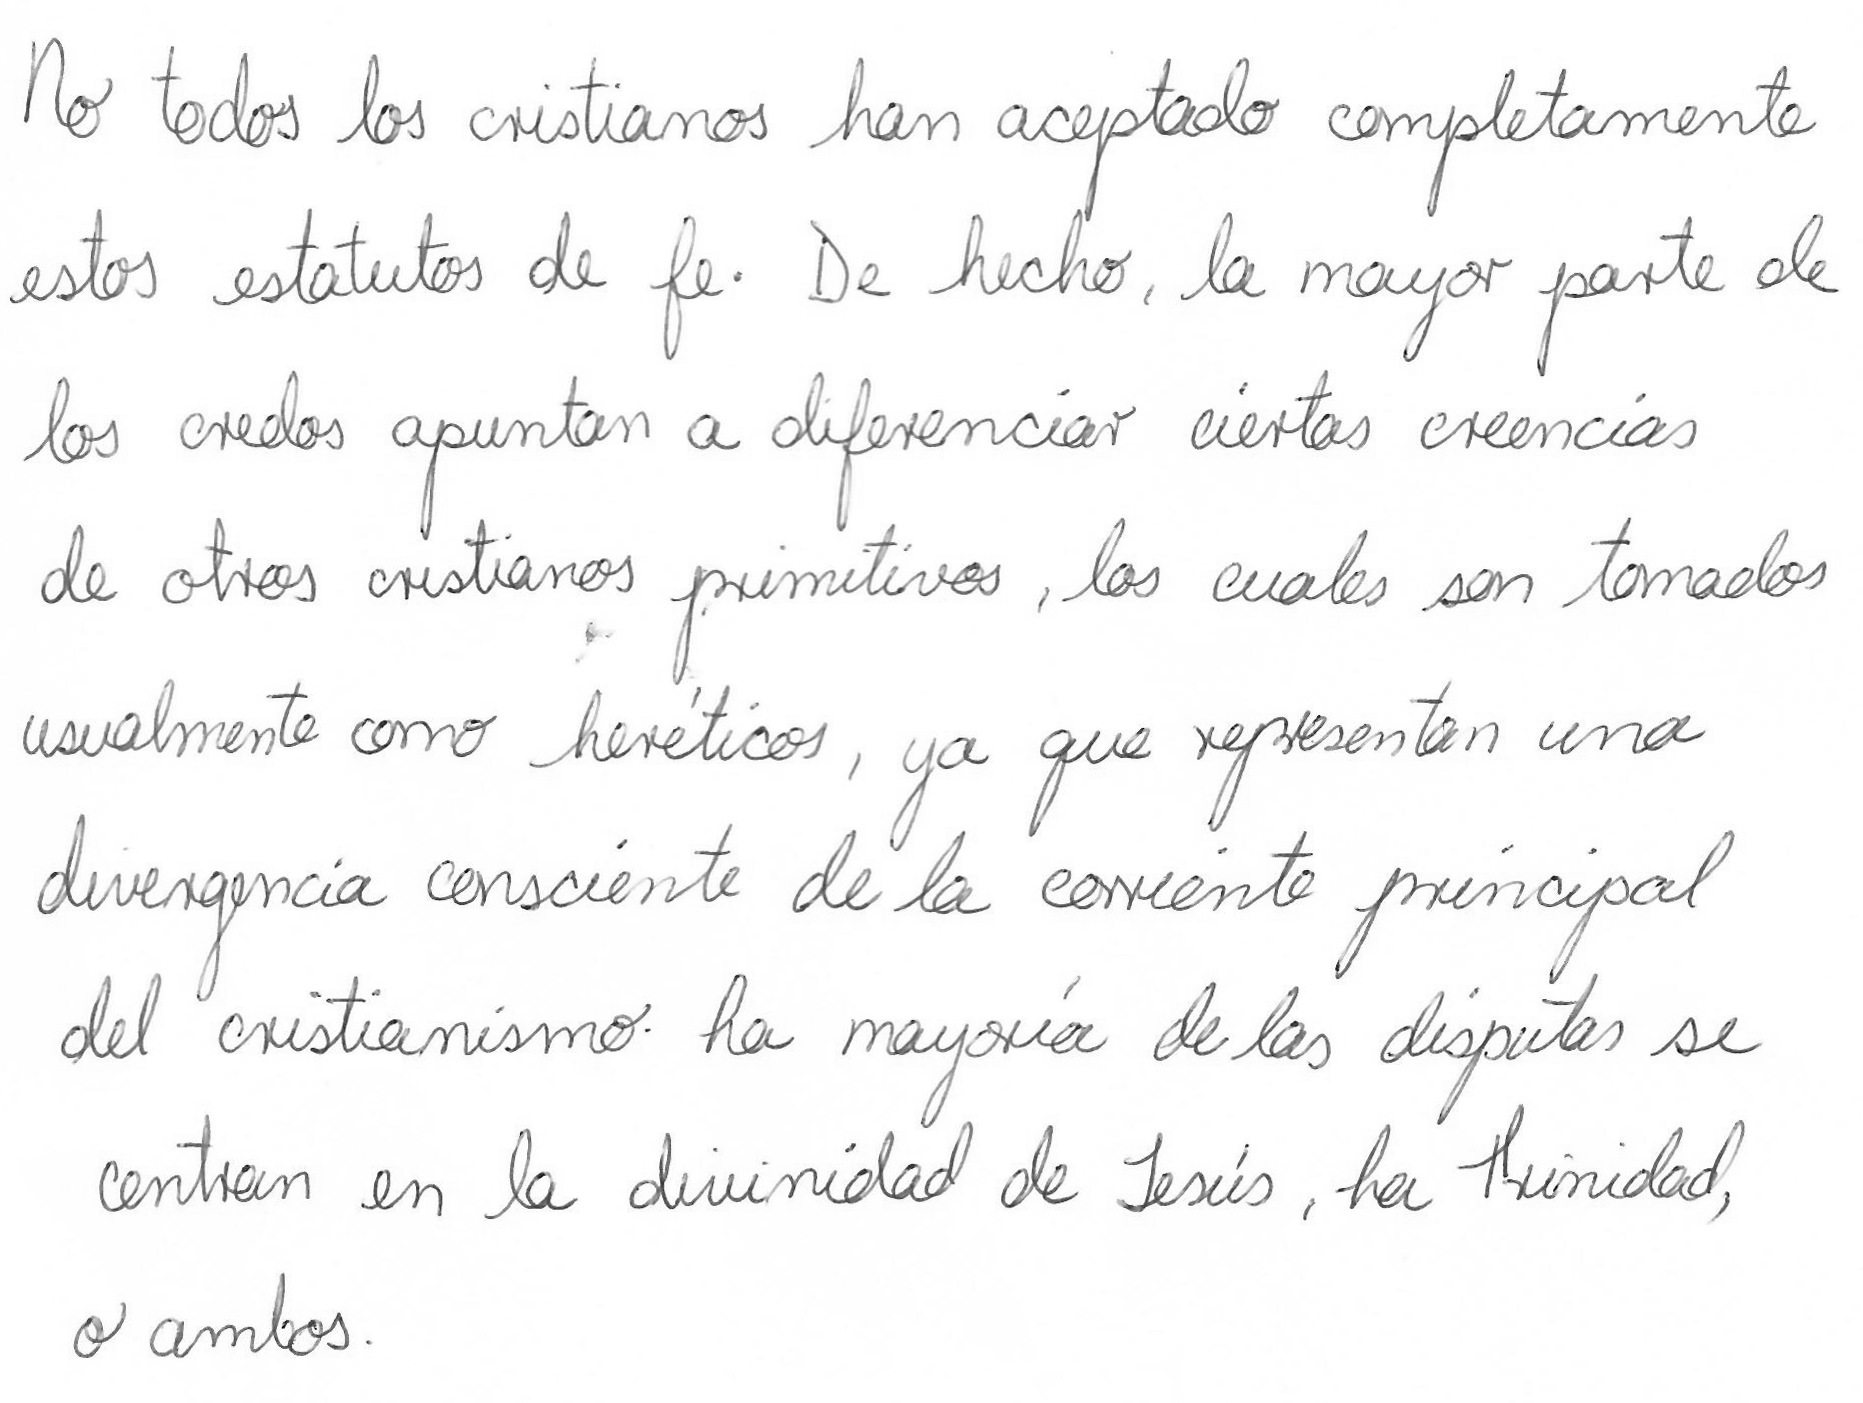 No todos los cristianos han aceptado completamente
estos estatutos de fe. De hecho, la mayor parte de
los credos apuntan a diferenciar ciertas creencias
de otros cristianos primitivos, los cuales son tomados
usualmente como heréticos, ya que representan una
divergencia consciente de la corriente principal
del cristianismo. La mayoría de las disputas se
centran en la divinidad de Jesús, La Trinidad,
o ambos.